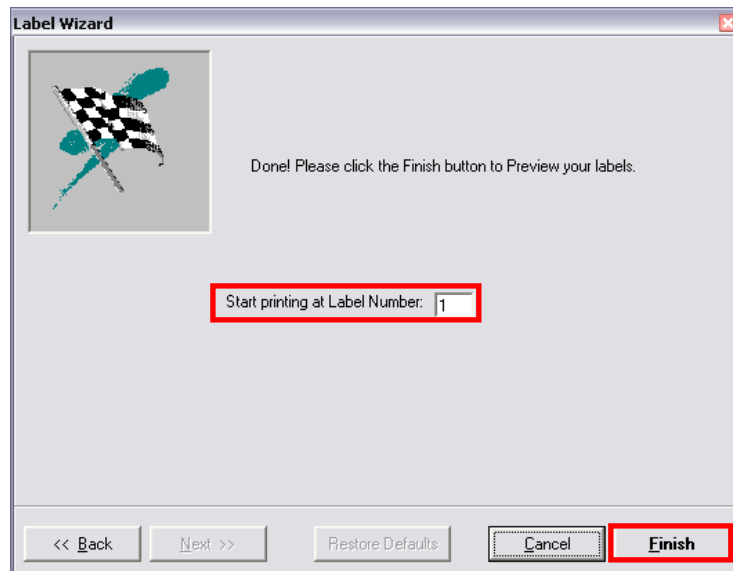 Label Wizard
Done! Please click the Finish button to Preview your labels.
Start printing at Label Number: 1
<< Back Next >> Restore Defaults Cancel Finish